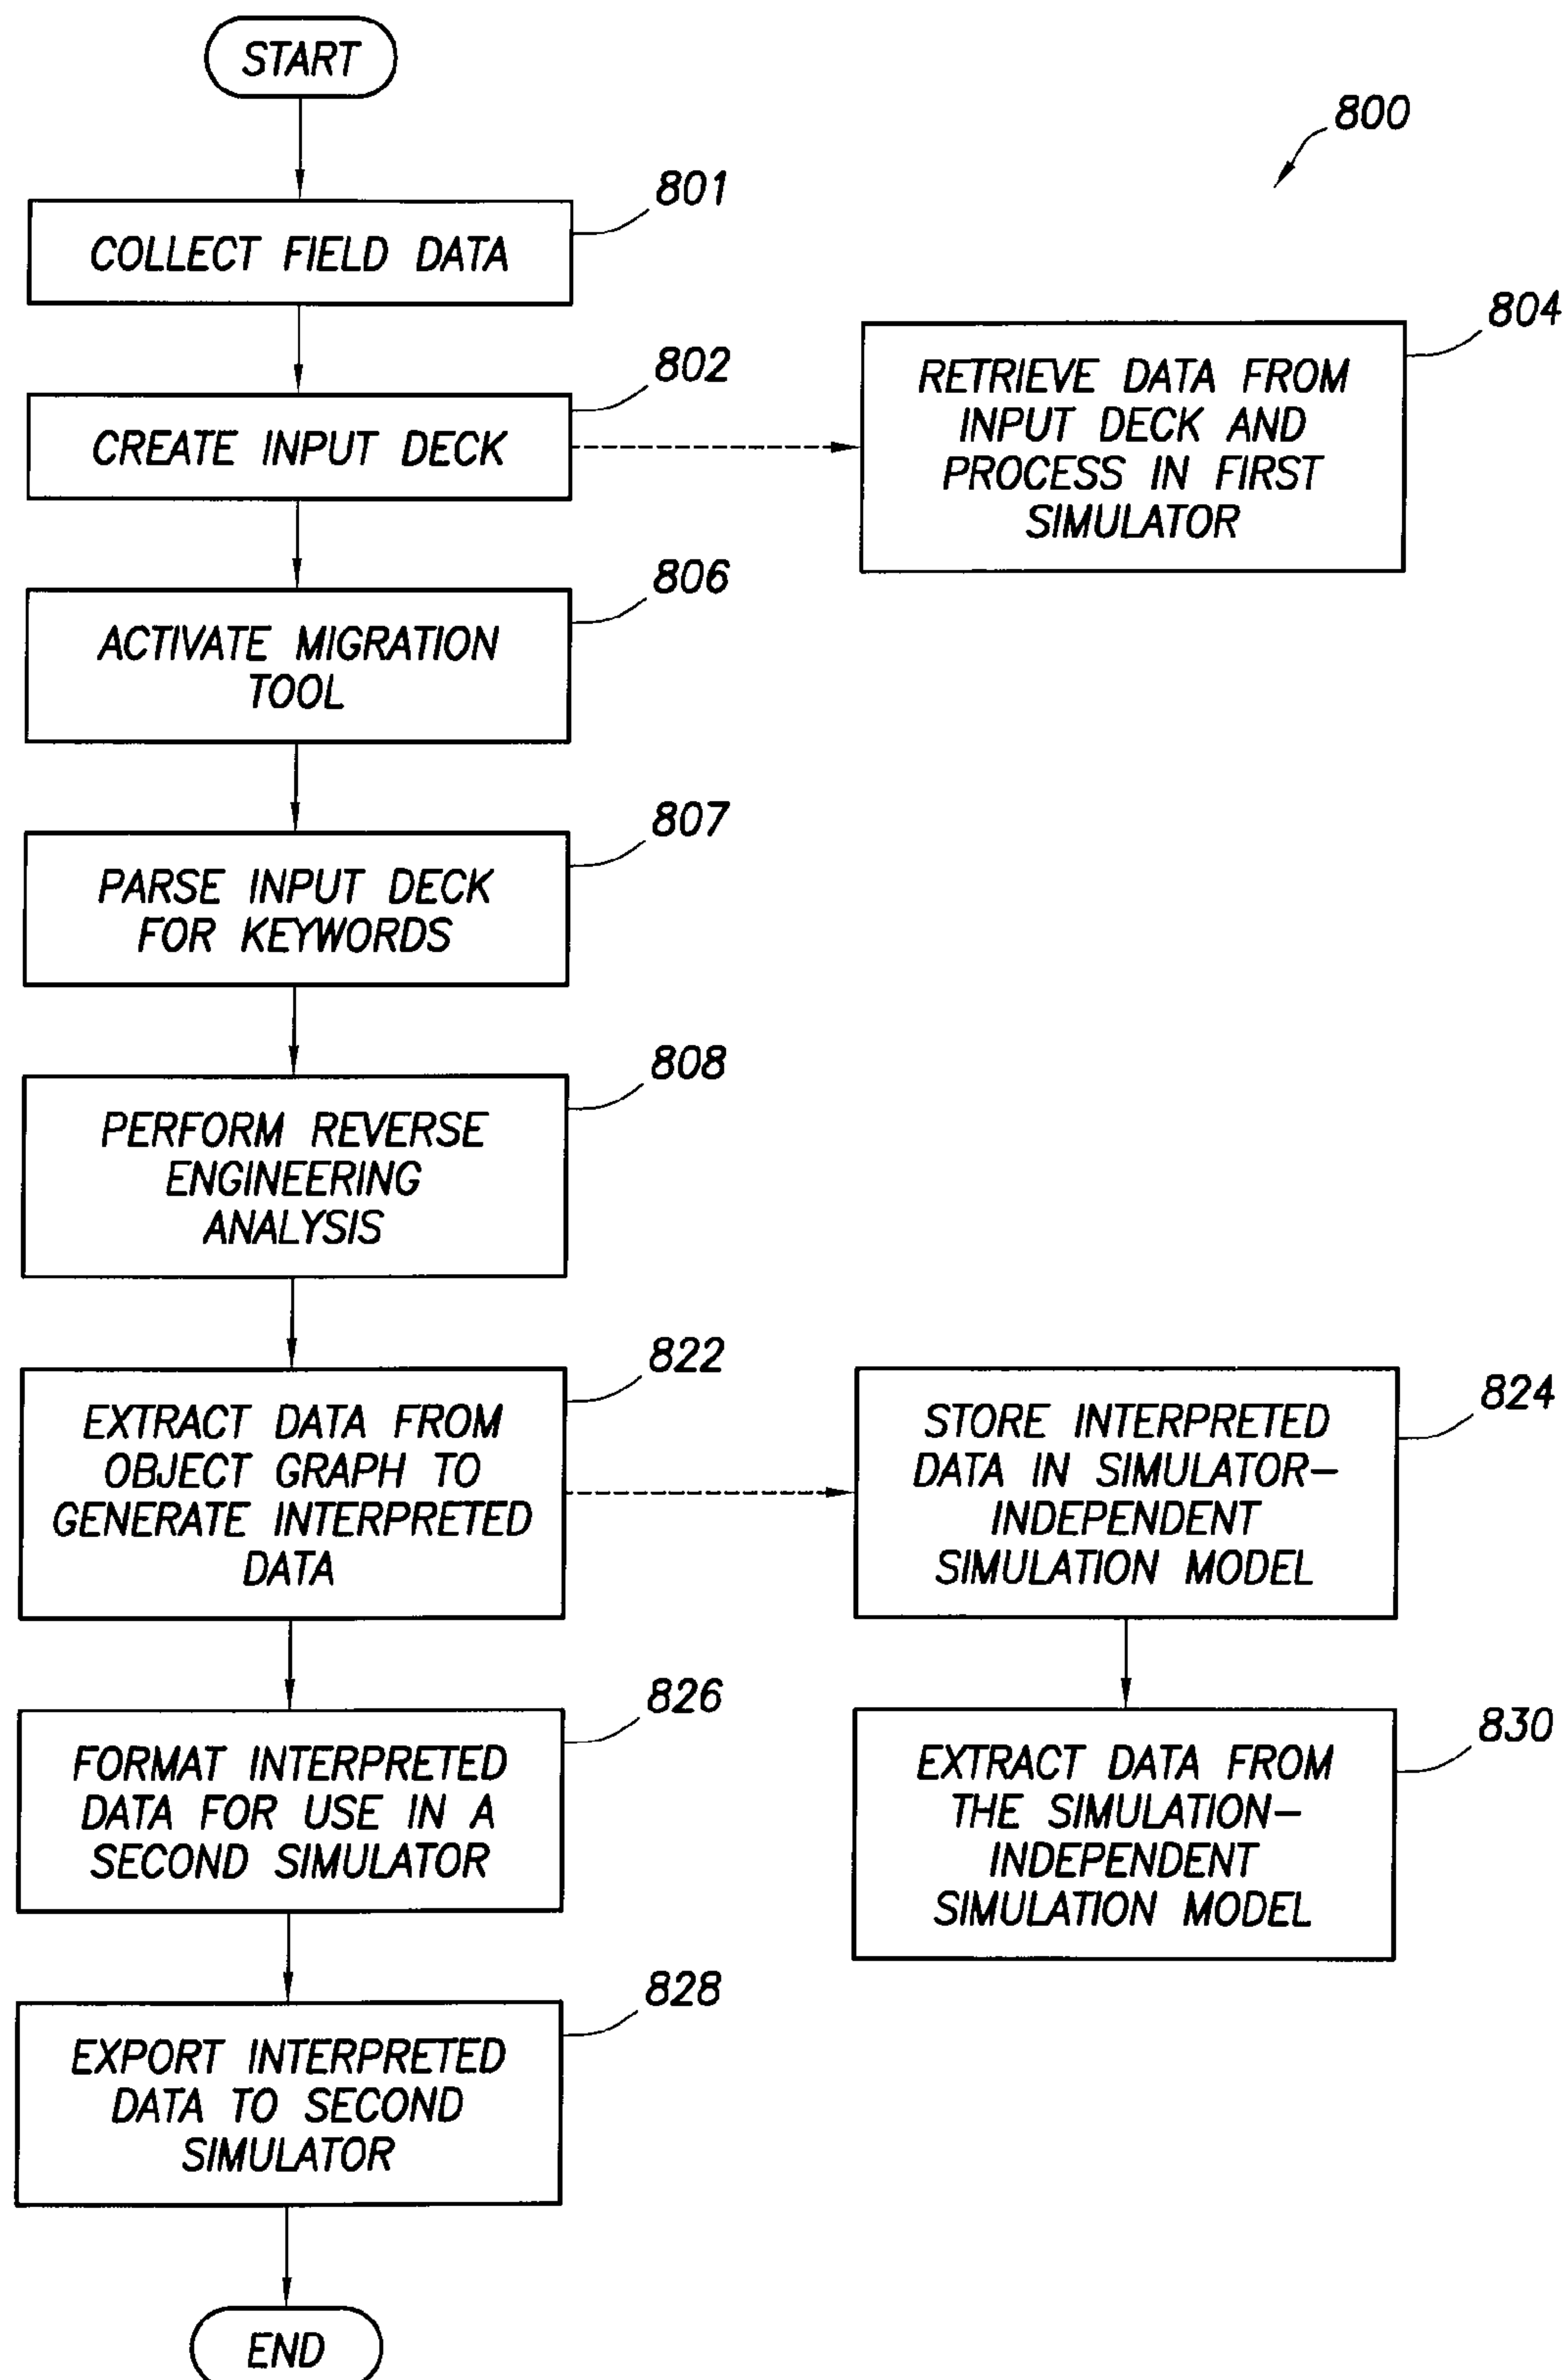 START
800
801
COLLECT FIELD DATA
802
CREATE INPUT DECK
804
RETRIEVE DATA FROM
INPUT DECK AND
PROCESS IN FIRST
SIMULATOR
806
ACTIVATE MIGRATION
TOOL
807
PARSE INPUT DECK
FOR KEYWORDS
808
PERFORM REVERSE
ENGINEERING
ANALYSIS
822
EXTRACT DATA FROM
OBJECT GRAPH TO
GENERATE INTERPRETED
DATA
824
STORE INTERPRETED
DATA IN SIMULATOR-
INDEPENDENT
SIMULATION MODEL
826
FORMAT INTERPRETED
DATA FOR USE IN A
SECOND SIMULATOR
830
EXTRACT DATA FROM
THE SIMULATION-
INDEPENDENT
SIMULATION MODEL
828
EXPORT INTERPRETED
DATA TO SECOND
SIMULATOR
END